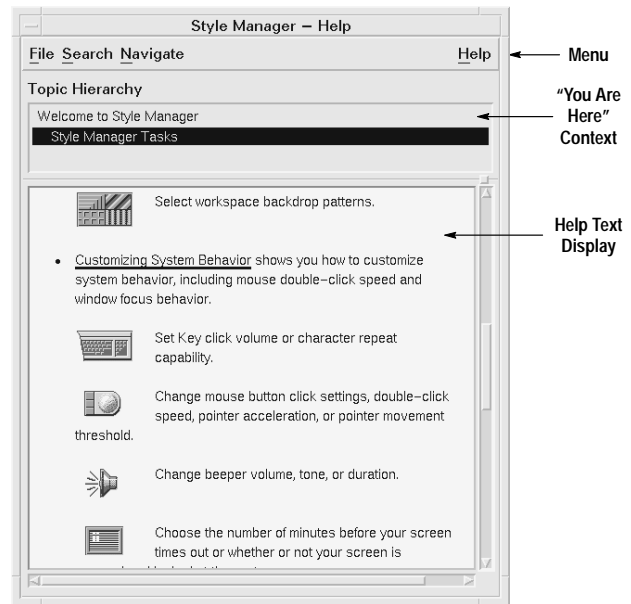 Style Manager – Help
File Search Navigate Help
Menu
Topic Hierarchy
Welcome to Style Manager
Style Manager Tasks
“You Are
Here”
Context
Select workspace backdrop patterns.
Help Text
Display
• Customizing System Behavior shows you how to customize
system behavior, including mouse double–click speed and
window focus behavior.
Set Key click volume or character repeat
capability.
Change mouse button click settings, double–click
speed, pointer acceleration, or pointer movement
threshold.
Change beeper volume, tone, or duration.
Choose the number of minutes before your screen
times out or whether or not your screen is